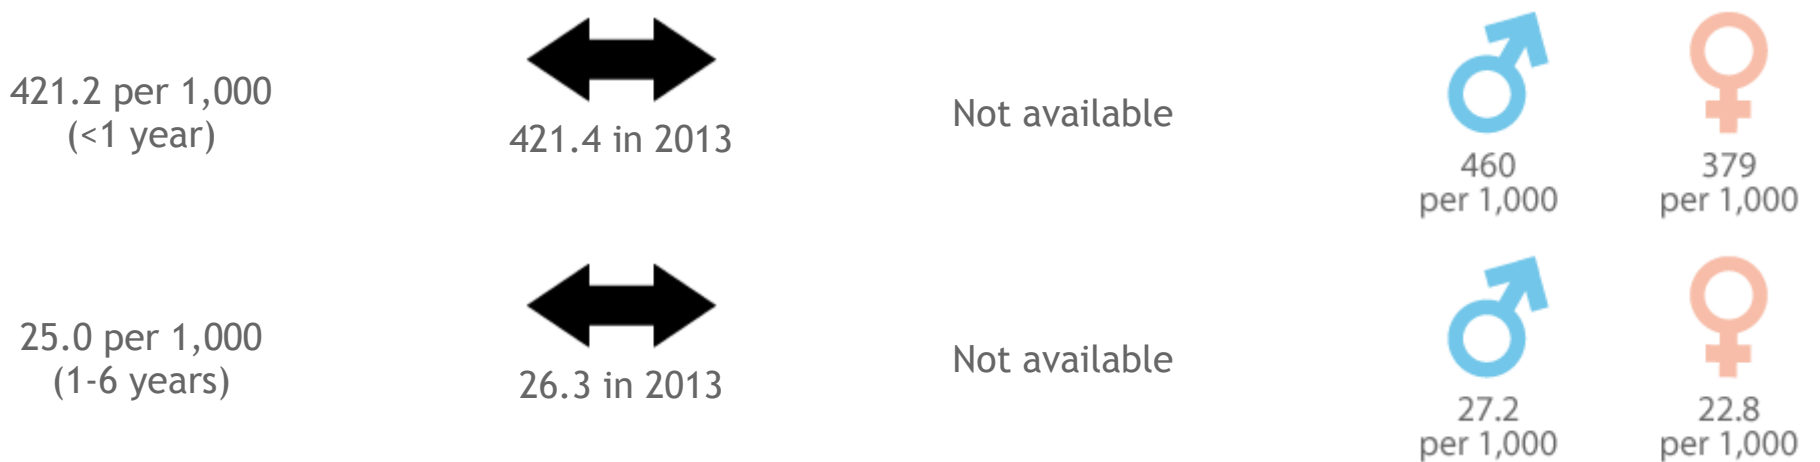 421.2 per 1,000
(<1 year)
421.4 in 2013
Not available
460
per 1,000
379
per 1,000
25.0 per 1,000
(1-6 years)
26.3 in 2013
Not available
27.2
per 1,000
22.8
per 1,000